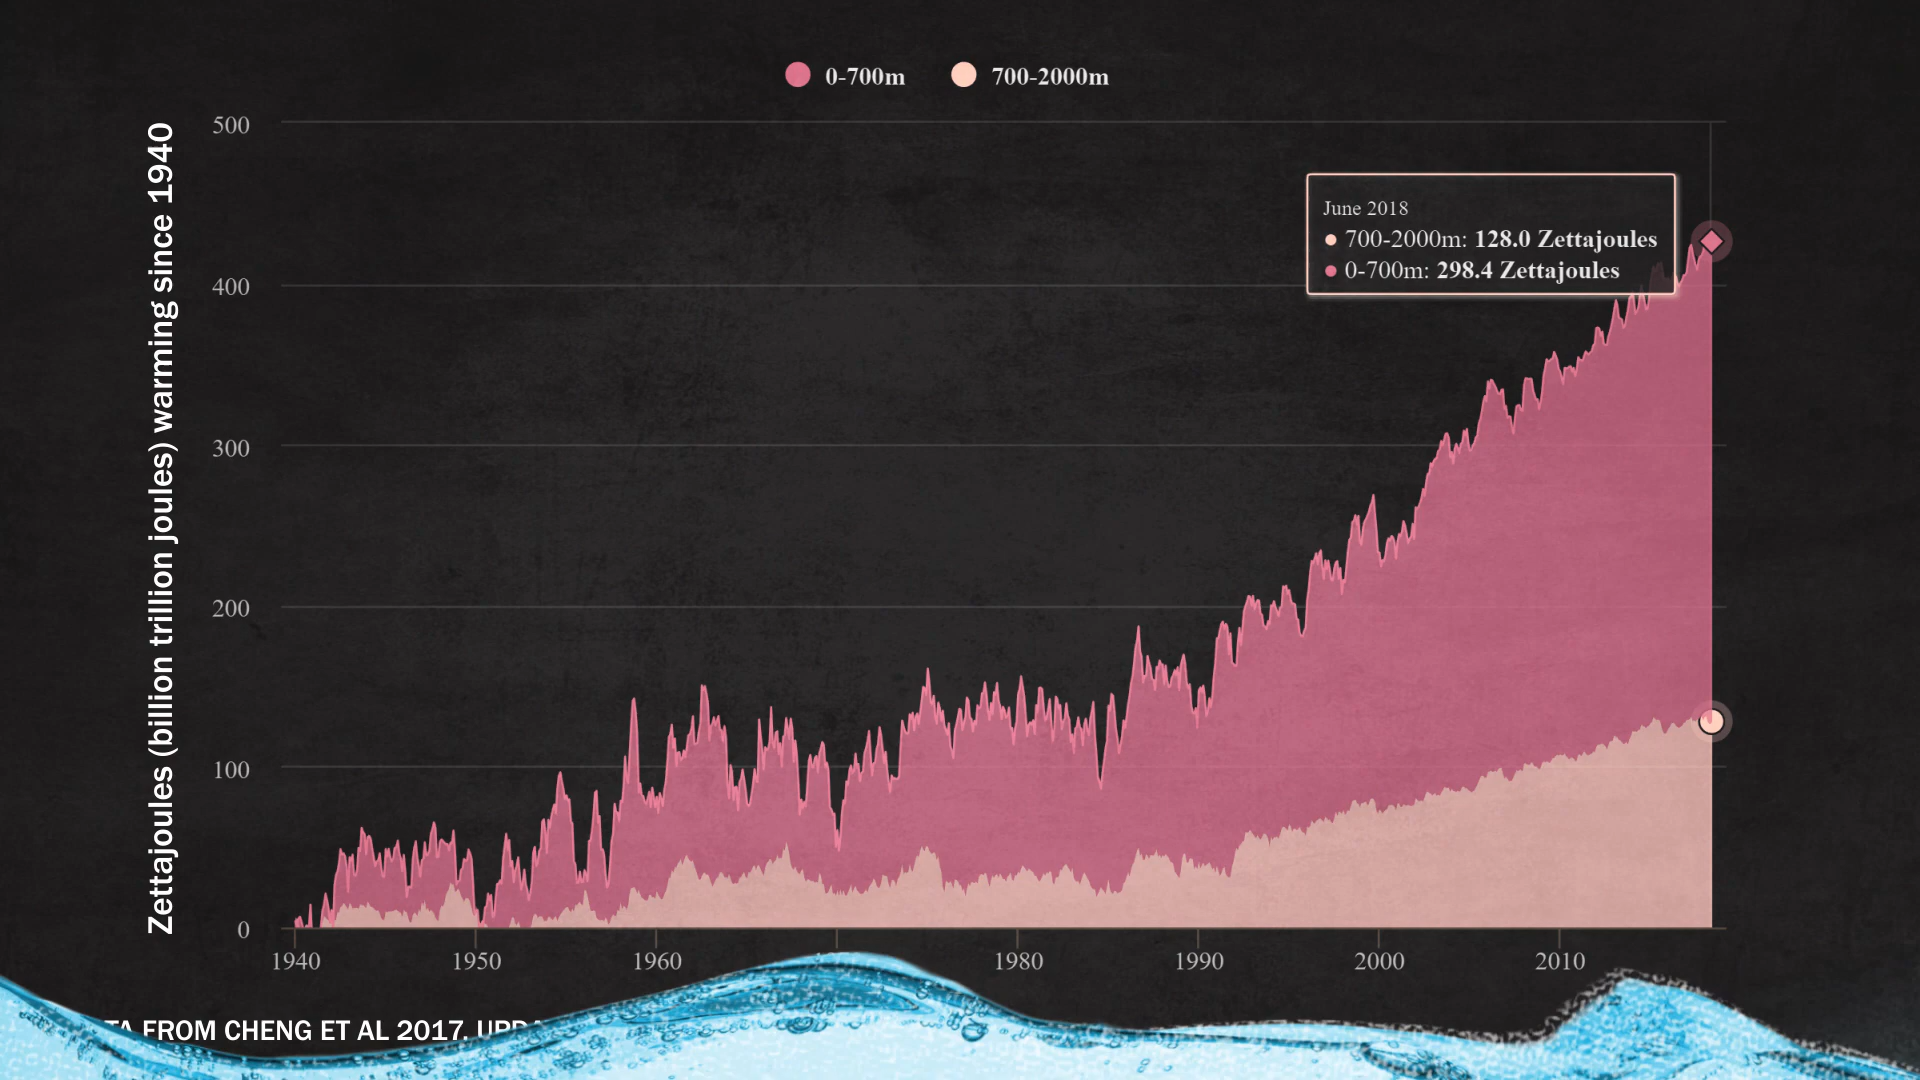 0-700m 700-2000m
Zettajoules (billion trillion joules) warming since 1940
500
400
300
200
100
0
June 2018
700-2000m: 128.0 Zettajoules
0-700m: 298.4 Zettajoules
1940 1950 1960 1980 1990 2000 2010
FROM CHENG ET AL 2017.